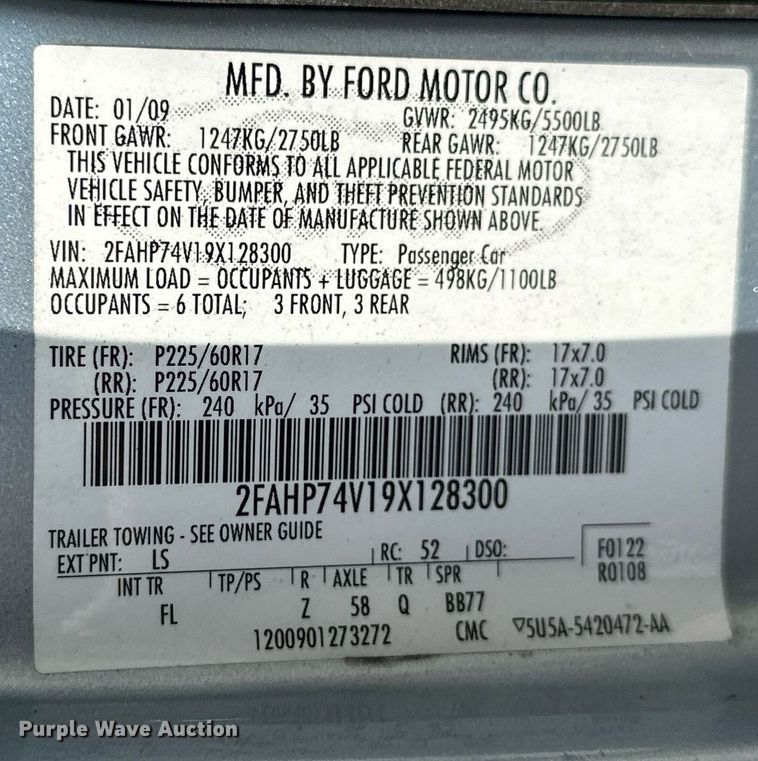 MFD. BY FORD MOTOR CO.
DATE: 01/09 GVWR: 2495KG/5500LB
FRONT GAWR: 1247KG/2750LB REAR GAWR: 1247KG/2750LB
THIS VEHICLE CONFORMS TO ALL APPLICABLE FEDERAL MOTOR
VEHICLE SAFETY, BUMPER, AND THEFT PREVENTION STANDARDS
IN EFFECT ON THE DATE OF MANUFACTURE SHOWN ABOVE.
VIN: 2FAHP74V19X128300 TYPE: Passenger Car
MAXIMUM LOAD = OCCUPANTS + LUGGAGE = 498KG/1100LB
OCCUPANTS = 6 TOTAL; 3 FRONT, 3 REAR
TIRE (FR): P225/60R17 RIMS (FR): 17x7.0
(RR): P225/60R17 (RR): 17x7.0
PRESSURE (FR): 240 kPa/ 35 PSI COLD (RR): 240 kPa/ 35 PSI COLD
2FAHP74V19X128300
TRAILER TOWING - SEE OWNER GUIDE
EXT PNT: LS RC: 52 DSO: F0122
INT TR TP/PS R AXLE TR SPR R0108
FL Z 58 Q BB77
1200901273272 CMC ▽5U5A-5420472-AA
Purple Wave Auction